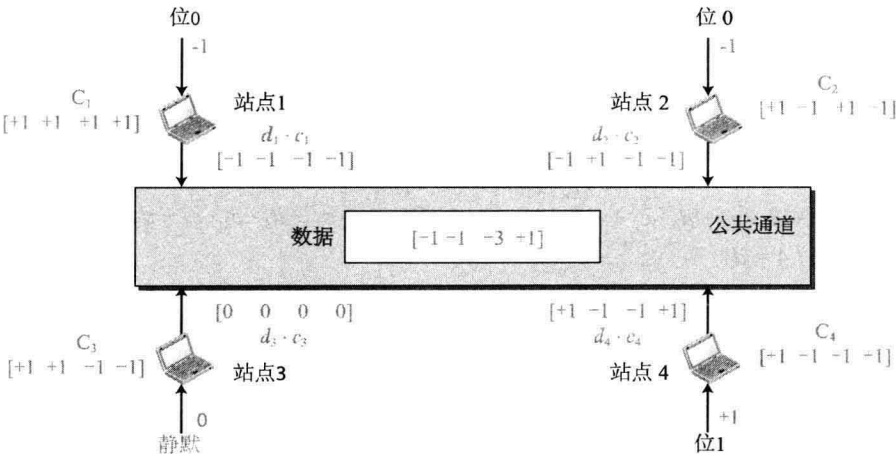 位0 位 0
-1 -1
C₁ 站点1 站点 2 C₂
[+1 +1 +1 +1] [+1 -1 +1 -1]
d₁ · c₁ d₂ · c₂
[-1 -1 -1 -1] [-1 +1 -1 -1]
数据 [-1 -1 -3 +1] 公共通道
[0 0 0 0] [+1 -1 -1 +1]
d₃ · c₃ d₄ · c₄
C₃ C₄
[+1 +1 -1 -1] 站点3 站点 4 [+1 -1 -1 +1]
0 +1
静默 位1